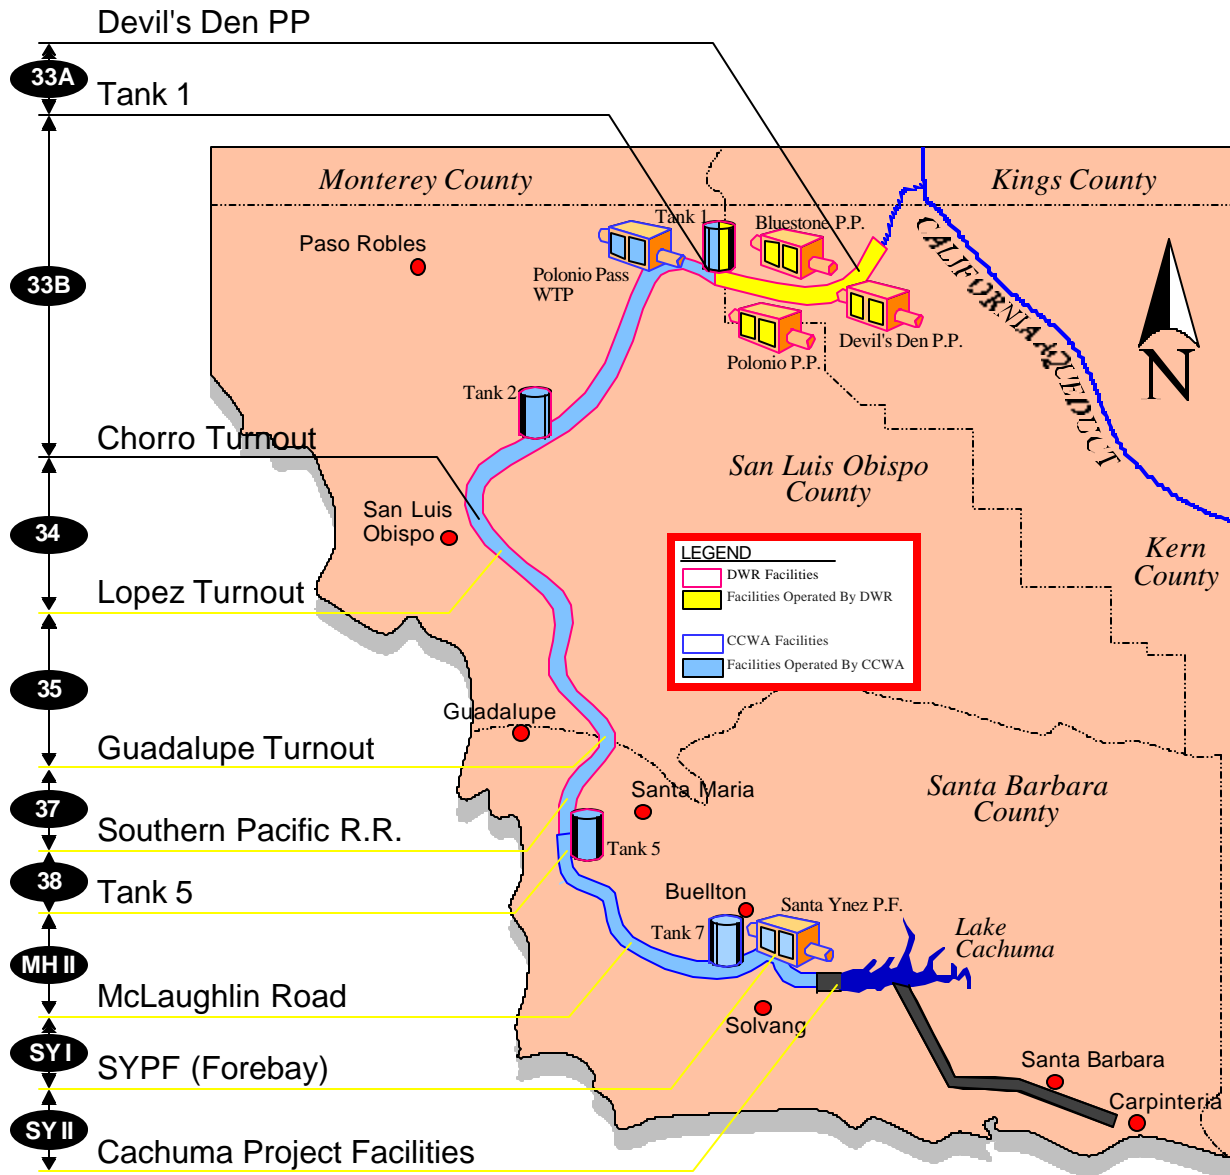 Devil's Den PP
33A
Tank 1
33B
Chorro Turnout
34
Lopez Turnout
35
Guadalupe Turnout
37
Southern Pacific R.R.
38
Tank 5
MH II
McLaughlin Road
SY I
SYPF (Forebay)
SY II
Cachuma Project Facilities
Monterey County
Kings County
Paso Robles
Tank 1
Bluestone P.P.
Polonio Pass
WTP
CALIFORNIA AQUEDUCT
Devil's Den P.P.
Polonio P.P.
N
Tank 2
San Luis Obispo
County
San Luis
Obispo
Kern
County
LEGEND
DWR Facilities
Facilities Operated By DWR
CCWA Facilities
Facilities Operated By CCWA
Guadalupe
Santa Maria
Santa Barbara
County
Tank 5
Buellton
Santa Ynez P.F.
Tank 7
Lake
Cachuma
Solvang
Santa Barbara
Carpinteria